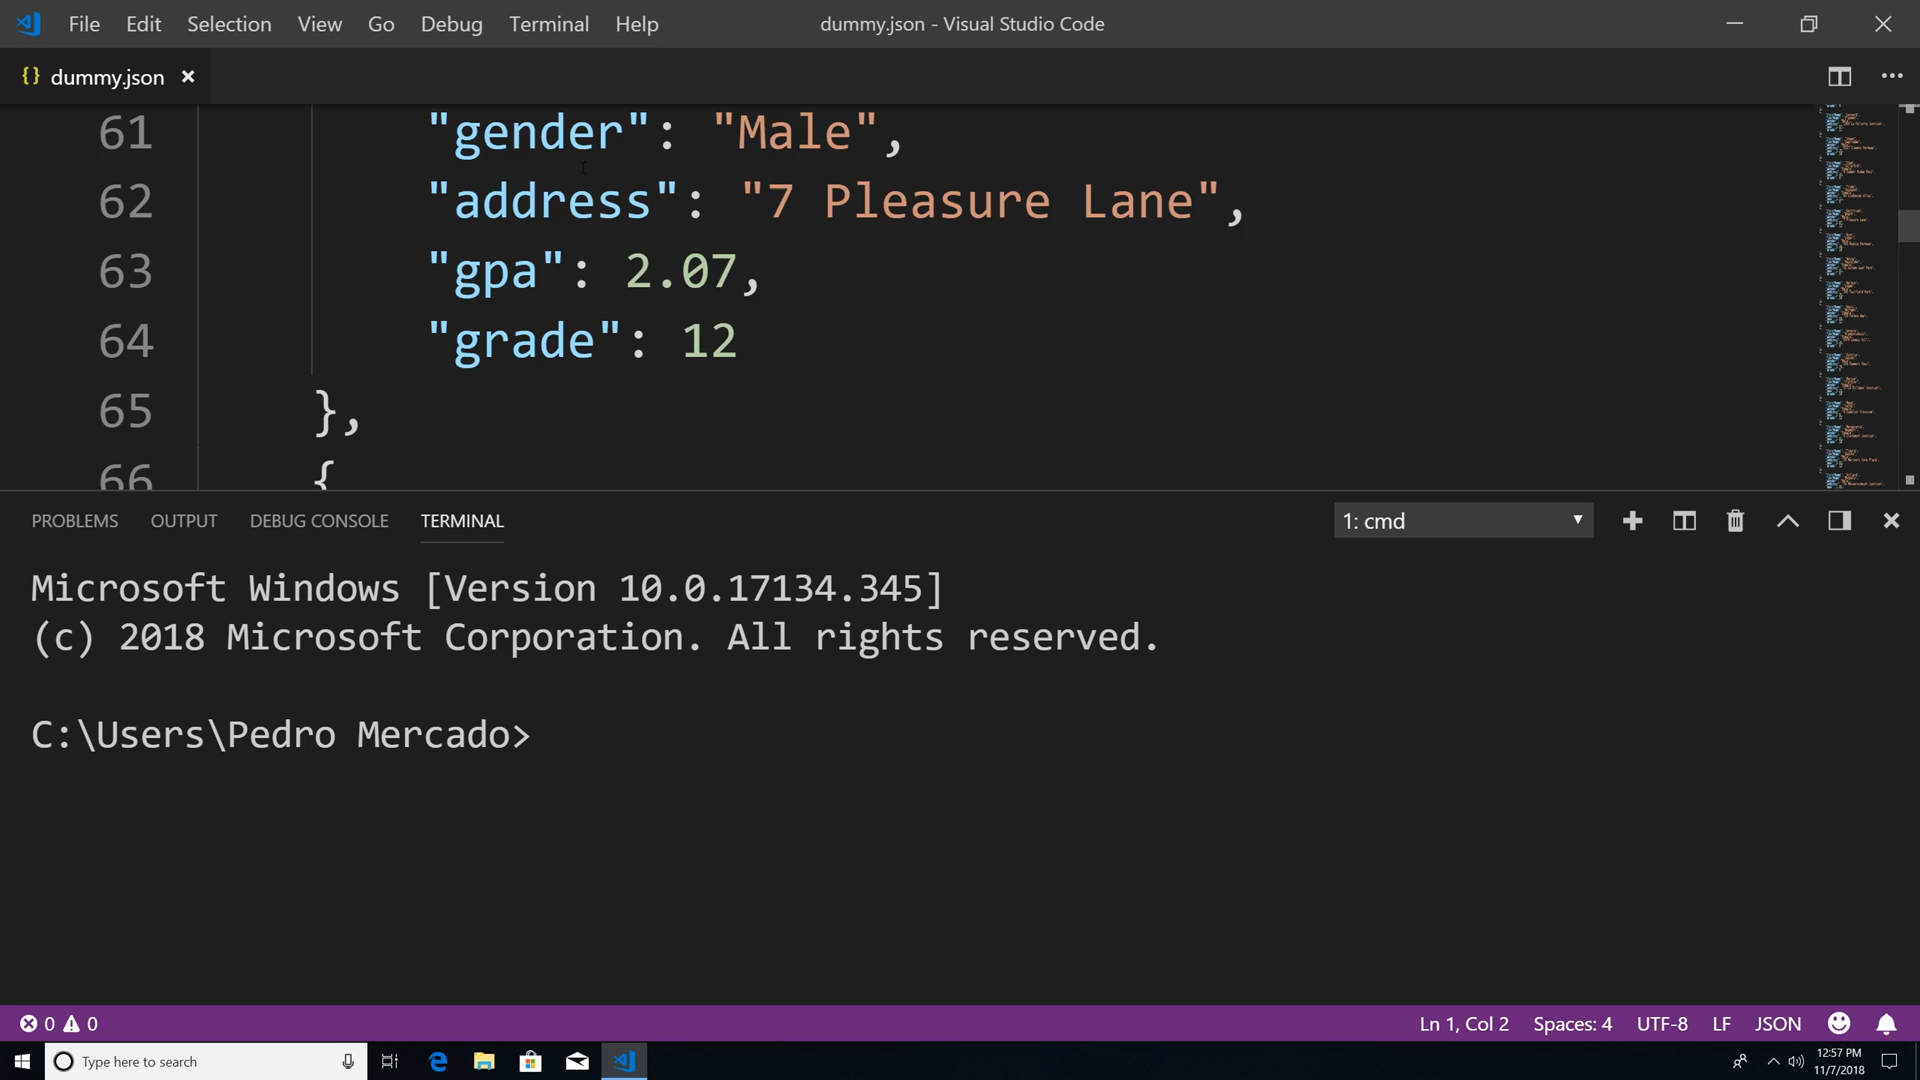 File Edit Selection View Go Debug Terminal Help
dummy.json - Visual Studio Code
{} dummy.json
61 "gender": "Male",
62 "address": "7 Pleasure Lane",
63 "gpa": 2.07,
64 "grade": 12
65 },
66 {
PROBLEMS OUTPUT DEBUG CONSOLE TERMINAL
1: cmd
Microsoft Windows [Version 10.0.17134.345]
(c) 2018 Microsoft Corporation. All rights reserved.
C:\Users\Pedro Mercado>
0 0
Ln 1, Col 2 Spaces: 4 UTF-8 LF JSON
Type here to search
12:57 PM
11/7/2018